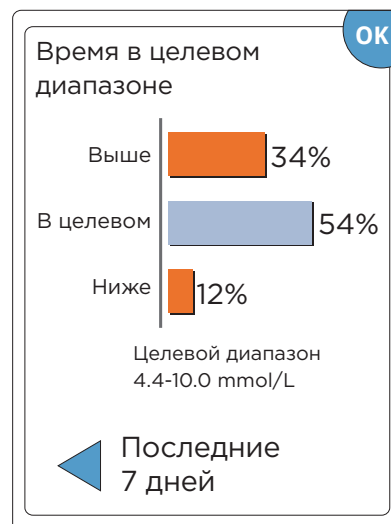 OK
Время в целевом
диапазоне
Выше 34%
В целевом 54%
Ниже 12%
Целевой диапазон
4.4-10.0 mmol/L
Последние
7 дней